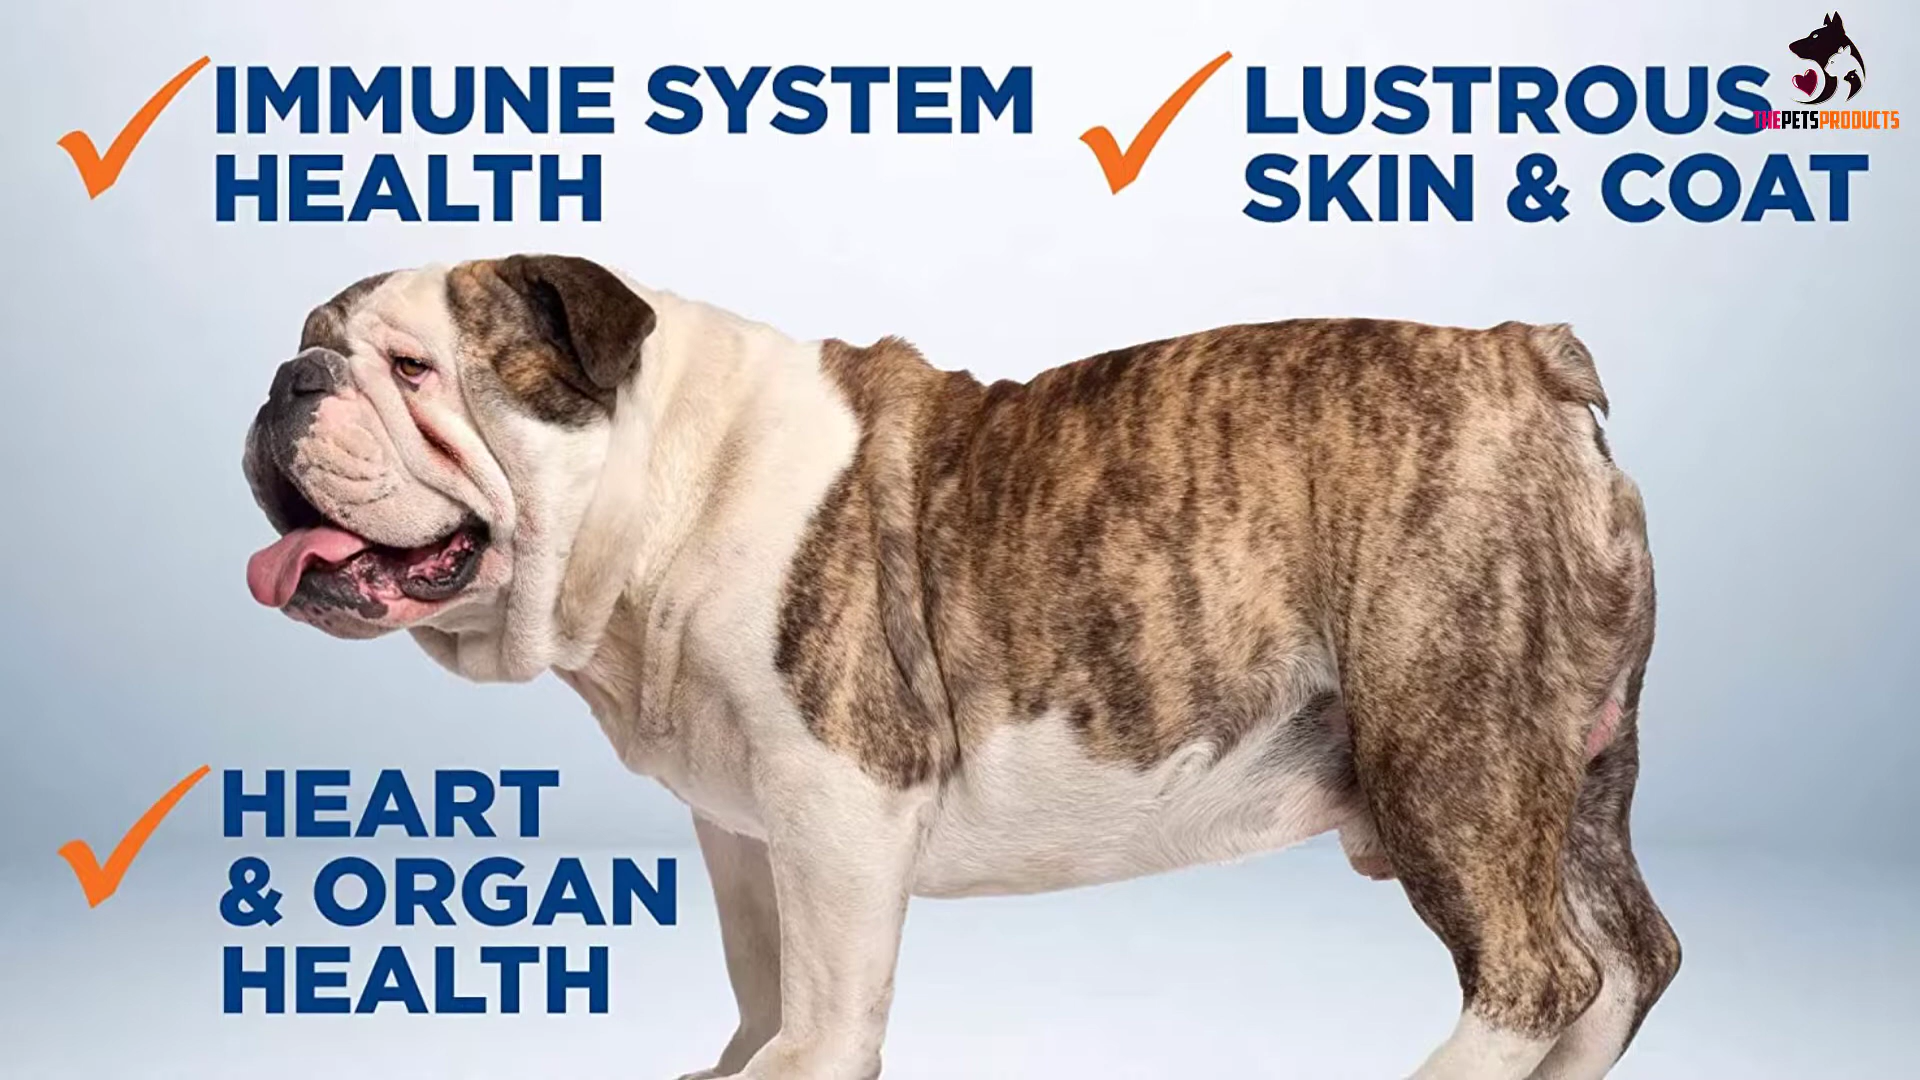 IMMUNE SYSTEM
HEALTH
LUSTROUS
SKIN & COAT
THEPETSPRODUCTS
HEART
& ORGAN
HEALTH